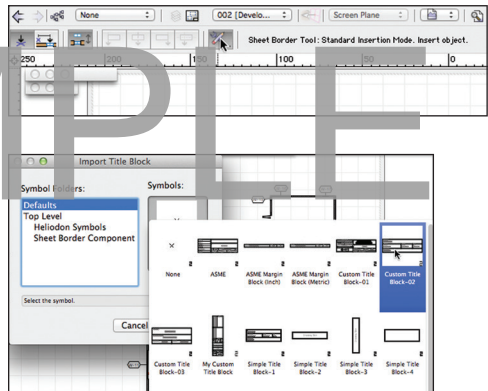 None
002 [Develo...
Screen Plane
Sheet Border Tool: Standard Insertion Mode. Insert object.
250 200 150 100 50 0
MPLE
Import Title Block
Symbol Folders:
Symbols:
Defaults
Top Level
Heliodon Symbols
Sheet Border Component
Select the symbol.
Cancel
None
ASME
ASME Margin Block (Inch)
ASME Margin Block (Metric)
Custom Title Block-01
Custom Title Block-02
Custom Title Block-03
My Custom Title Block
Simple Title Block-1
Simple Title Block-2
Simple Title Block-3
Simple Title Block-4